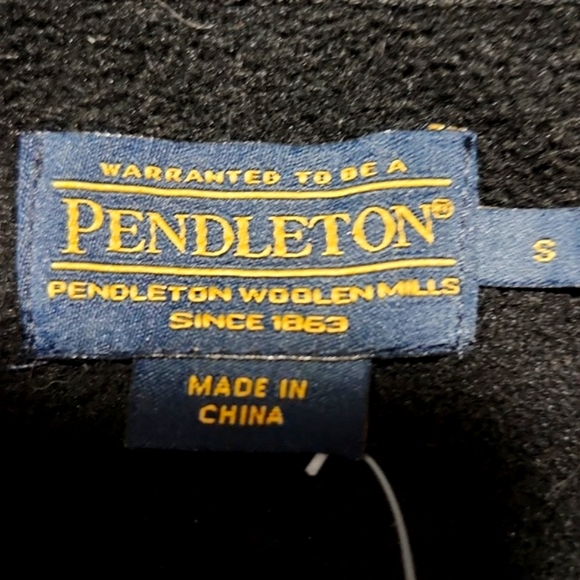 WARRANTED TO BE A
PENDLETON®
PENDLETON WOOLEN MILLS
SINCE 1863
S
MADE IN
CHINA